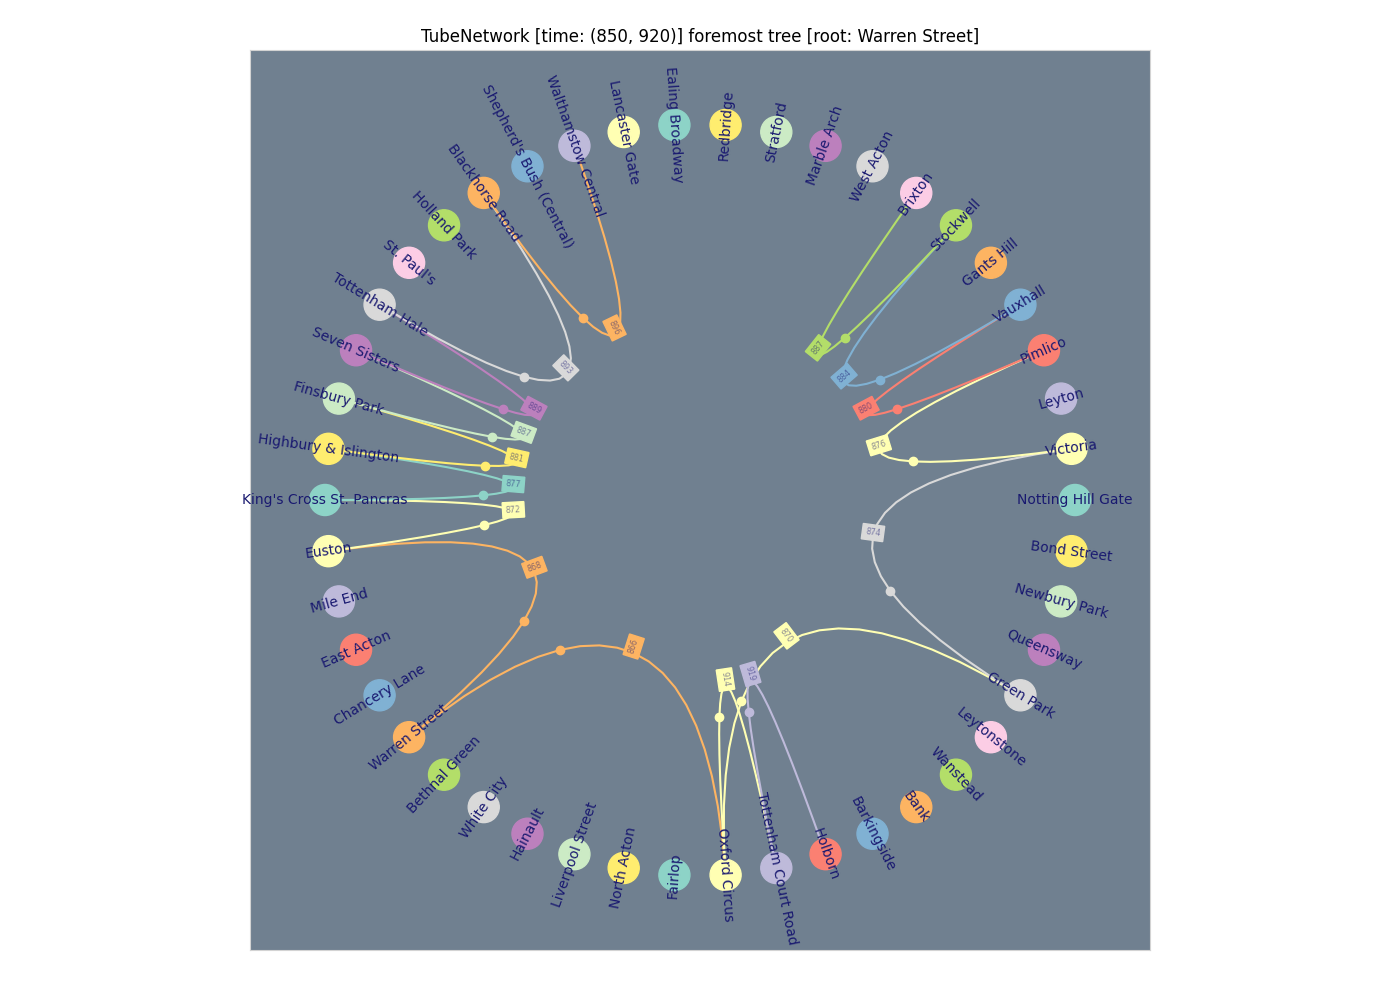 TubeNetwork [time: (850, 920)] foremost tree [root: Warren Street]
Ealing Broadway
Redbridge
Stratford
Marble Arch
West Acton
Brixton
Stockwell
Gants Hill
Vauxhall
Pimlico
Leyton
Victoria
Notting Hill Gate
Bond Street
Newbury Park
Queensway
Green Park
Leytonstone
Wanstead
Bank
Barkingside
Holborn
Tottenham Court Road
Oxford Circus
Fairlop
North Acton
Liverpool Street
Hainault
White City
Bethnal Green
Warren Street
Chancery Lane
East Acton
Mile End
Euston
King's Cross St. Pancras
Highbury & Islington
Finsbury Park
Seven Sisters
Tottenham Hale
St. Paul's
Holland Park
Blackhorse Road
Shepherd's Bush (Central)
Walthamstow Central
Lancaster Gate
896
893
889
887
881
877
872
868
866
914
919
870
874
876
880
884
887